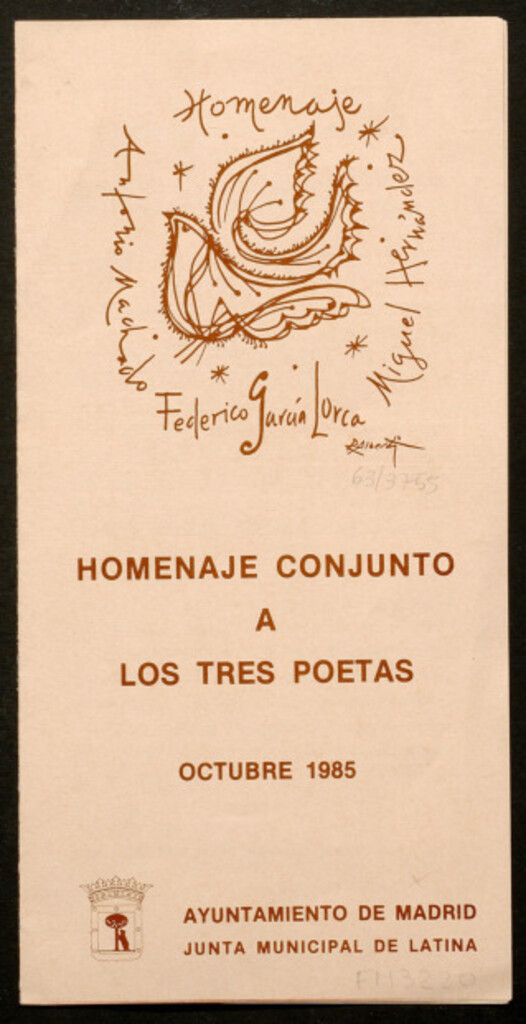 Homenaje
Antonio Machado
Miguel Hernández
Federico García Lorca
63/3755
HOMENAJE CONJUNTO
A
LOS TRES POETAS
OCTUBRE 1985
AYUNTAMIENTO DE MADRID
JUNTA MUNICIPAL DE LATINA
FM3220